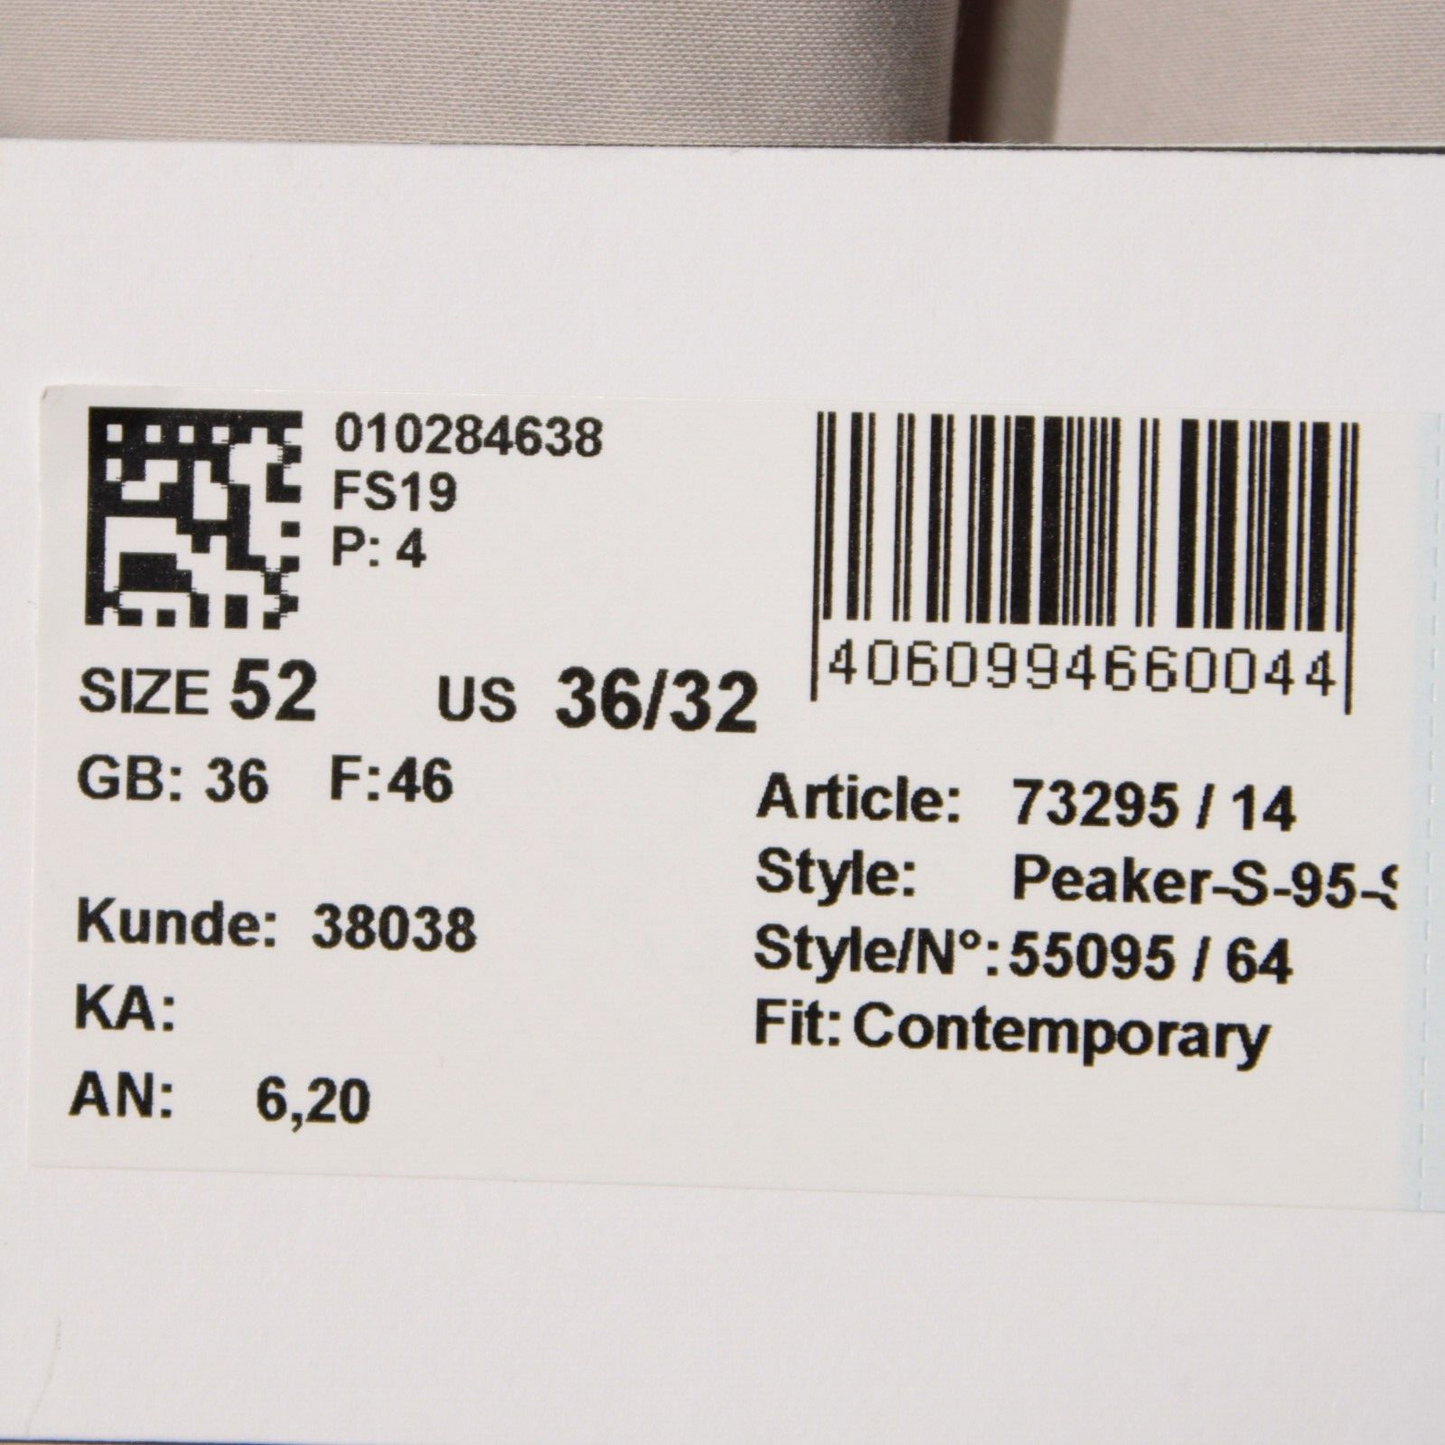 010284638
FS19
P: 4
4060994660044
SIZE 52 US 36/32
GB: 36 F:46
Article: 73295 / 14
Style: Peaker-S-95-
Style/N°: 55095 / 64
Fit: Contemporary
Kunde: 38038
KA:
AN: 6,20